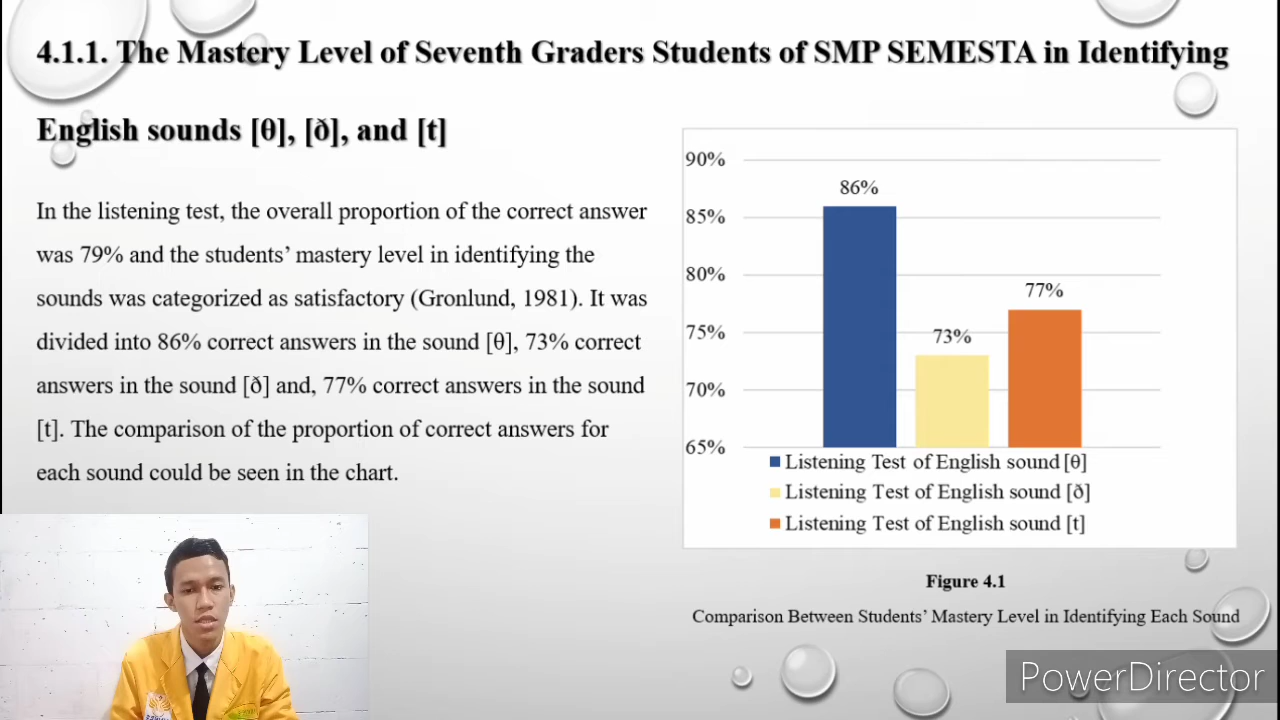 4.1.1. The Mastery Level of Seventh Graders Students of SMP SEMESTA in Identifying
English sounds [θ], [ð], and [t]
In the listening test, the overall proportion of the correct answer
was 79% and the students’ mastery level in identifying the
sounds was categorized as satisfactory (Gronlund, 1981). It was
divided into 86% correct answers in the sound [θ], 73% correct
answers in the sound [ð] and, 77% correct answers in the sound
[t]. The comparison of the proportion of correct answers for
each sound could be seen in the chart.
90%
85%
80%
75%
70%
65%
86%
73%
77%
Listening Test of English sound [θ]
Listening Test of English sound [ð]
Listening Test of English sound [t]
Figure 4.1
Comparison Between Students’ Mastery Level in Identifying Each Sound
PowerDirector